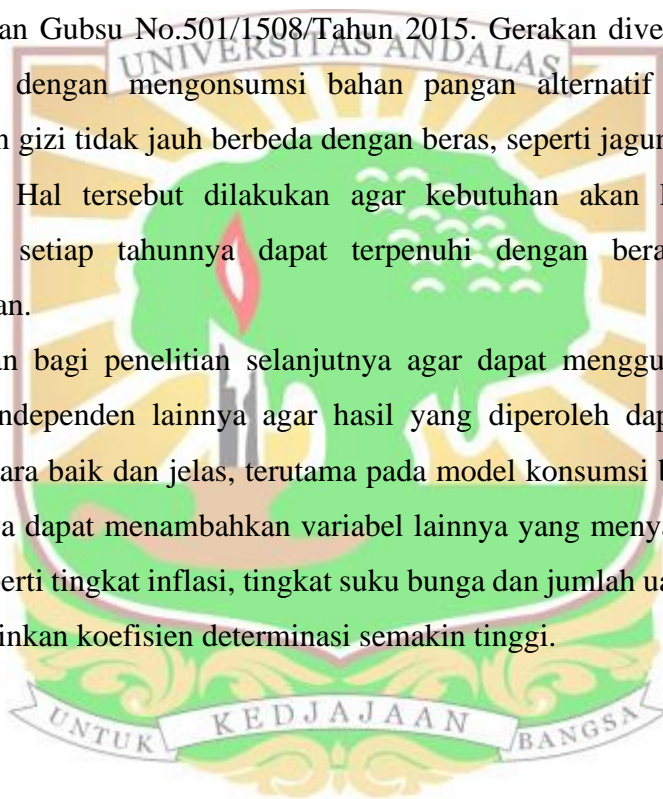 an Gubsu No.501/1508/Tahun 2015. Gerakan dive
UNIVERSITAS ANDALAS
dengan mengonsumsi bahan pangan alternatif
n gizi tidak jauh berbeda dengan beras, seperti jagun
Hal tersebut dilakukan agar kebutuhan akan
setiap tahunnya dapat terpenuhi dengan bera
an.
an bagi penelitian selanjutnya agar dapat menggu
ndependen lainnya agar hasil yang diperoleh dap
ara baik dan jelas, terutama pada model konsumsi b
a dapat menambahkan variabel lainnya yang menya
erti tingkat inflasi, tingkat suku bunga dan jumlah ua
inkan koefisien determinasi semakin tinggi.
UNTUK KEDJAJAAN BANGSA